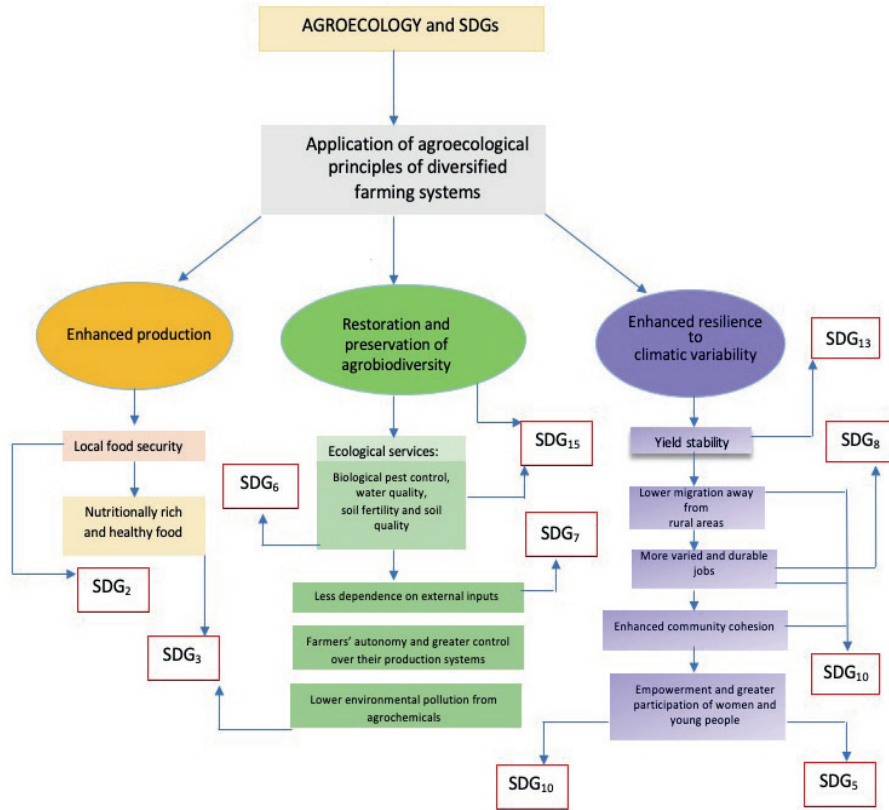 AGROECOLOGY and SDGs
Application of agroecological
principles of diversified
farming systems
Enhanced production
Restoration and
preservation of
agrobiodiversity
Enhanced resilience
to
climatic variability
SDG13
Local food security
Ecological services:
Biological pest control,
water quality,
soil fertility and soil
quality
SDG15
Yield stability
SDG8
SDG6
Nutritionally rich
and healthy food
Lower migration away
from
rural areas
SDG7
More varied and durable
jobs
SDG2
Less dependence on external inputs
Enhanced community cohesion
SDG3
Farmers’ autonomy and greater control
over their production systems
SDG10
Lower environmental pollution from
agrochemicals
Empowerment and greater
participation of women and
young people
SDG10
SDG5